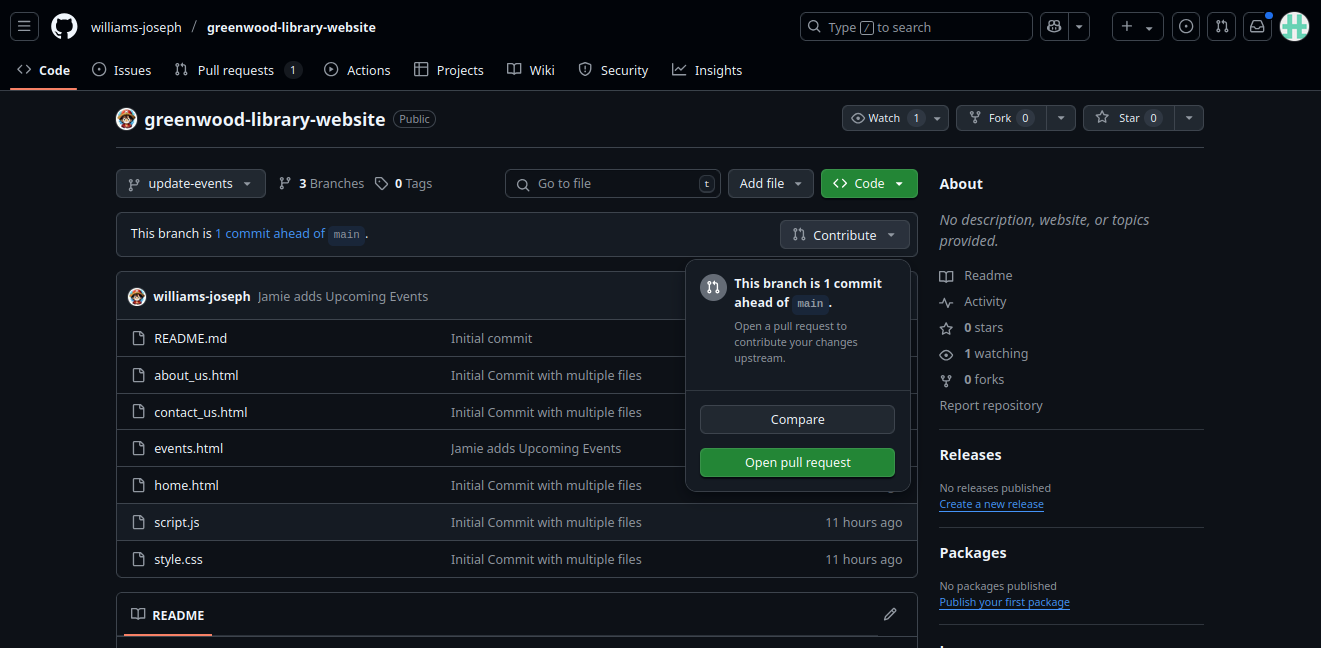 williams-joseph / greenwood-library-website
Type / to search
Code
Issues
Pull requests 1
Actions
Projects
Wiki
Security
Insights
greenwood-library-website Public
Watch 1
Fork 0
Star 0
update-events
3 Branches
0 Tags
Go to file t
Add file
Code
This branch is 1 commit ahead of main .
Contribute
This branch is 1 commit
ahead of main .
Open a pull request to
contribute your changes
upstream.
Compare
Open pull request
williams-joseph Jamie adds Upcoming Events
README.md Initial commit
about_us.html Initial Commit with multiple files
contact_us.html Initial Commit with multiple files
events.html Jamie adds Upcoming Events
home.html Initial Commit with multiple files
script.js Initial Commit with multiple files 11 hours ago
style.css Initial Commit with multiple files 11 hours ago
README
About
No description, website, or topics
provided.
Readme
Activity
0 stars
1 watching
0 forks
Report repository
Releases
No releases published
Create a new release
Packages
No packages published
Publish your first package